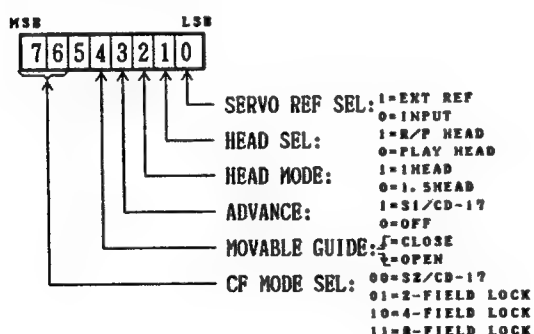 MSB LSB
7 6 5 4 3 2 1 0
SERVO REF SEL: 1=EXT REF
0=INPUT
HEAD SEL: 1=R/P HEAD
0=PLAY HEAD
HEAD MODE: 1=1HEAD
0=1.5HEAD
ADVANCE: 1=S1/CD-17
0=OFF
MOVABLE GUIDE: =CLOSE
=OPEN
CF MODE SEL: 00=S2/CD-17
01=2-FIELD LOCK
10=4-FIELD LOCK
11=8-FIELD LOCK